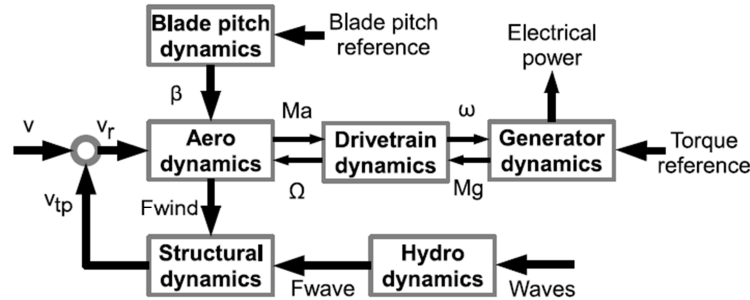 Blade pitch
dynamics
Blade pitch
reference
Electrical
power
β
Ma
ω
v
vr
Aero
dynamics
Drivetrain
dynamics
Generator
dynamics
Torque
reference
Ω
Mg
vtp
Fwind
Structural
dynamics
Hydro
dynamics
Fwave
Waves